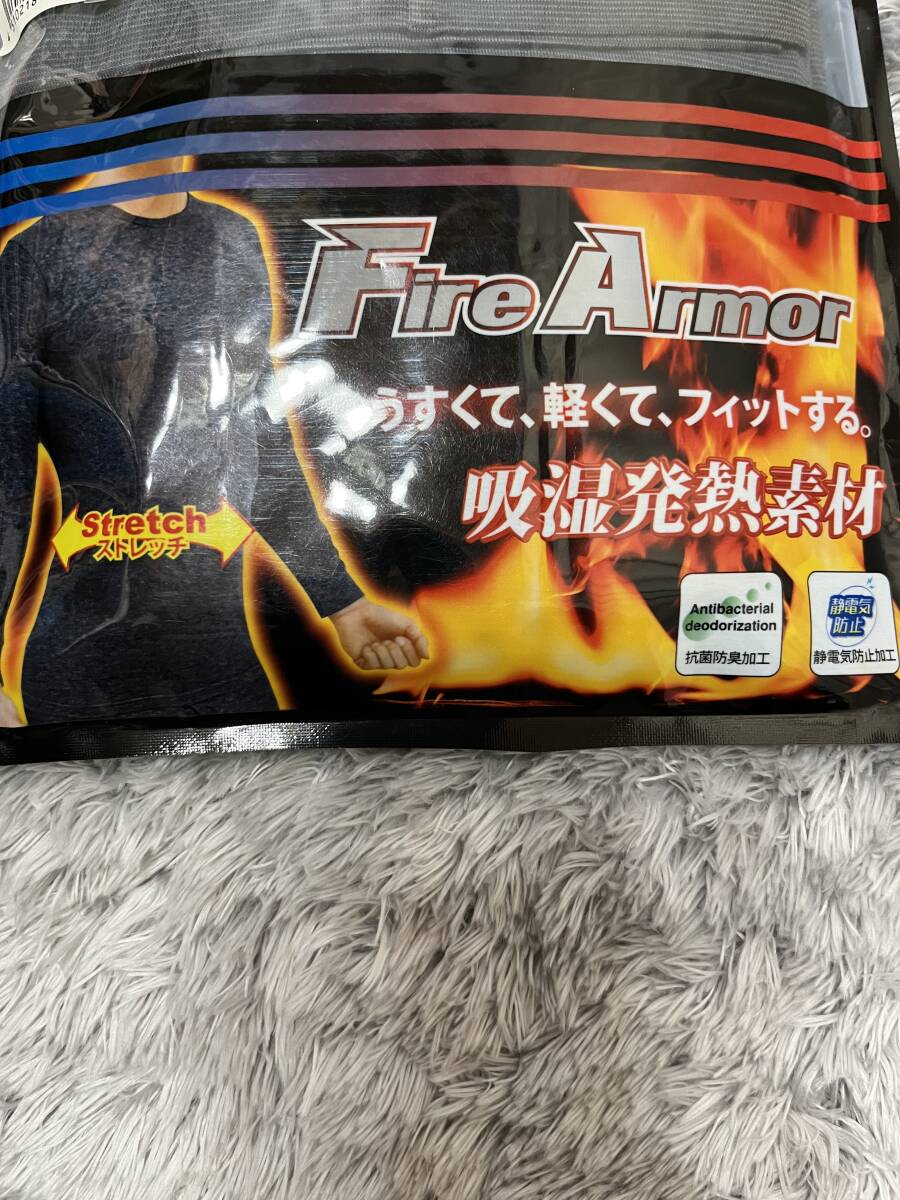 Fire Armor
うすくて、軽くて、フィットする。
吸湿発熱素材
Stretch
ストレッチ
Antibacterial
deodorization
抗菌防臭加工
静電気
防止
静電気防止加工